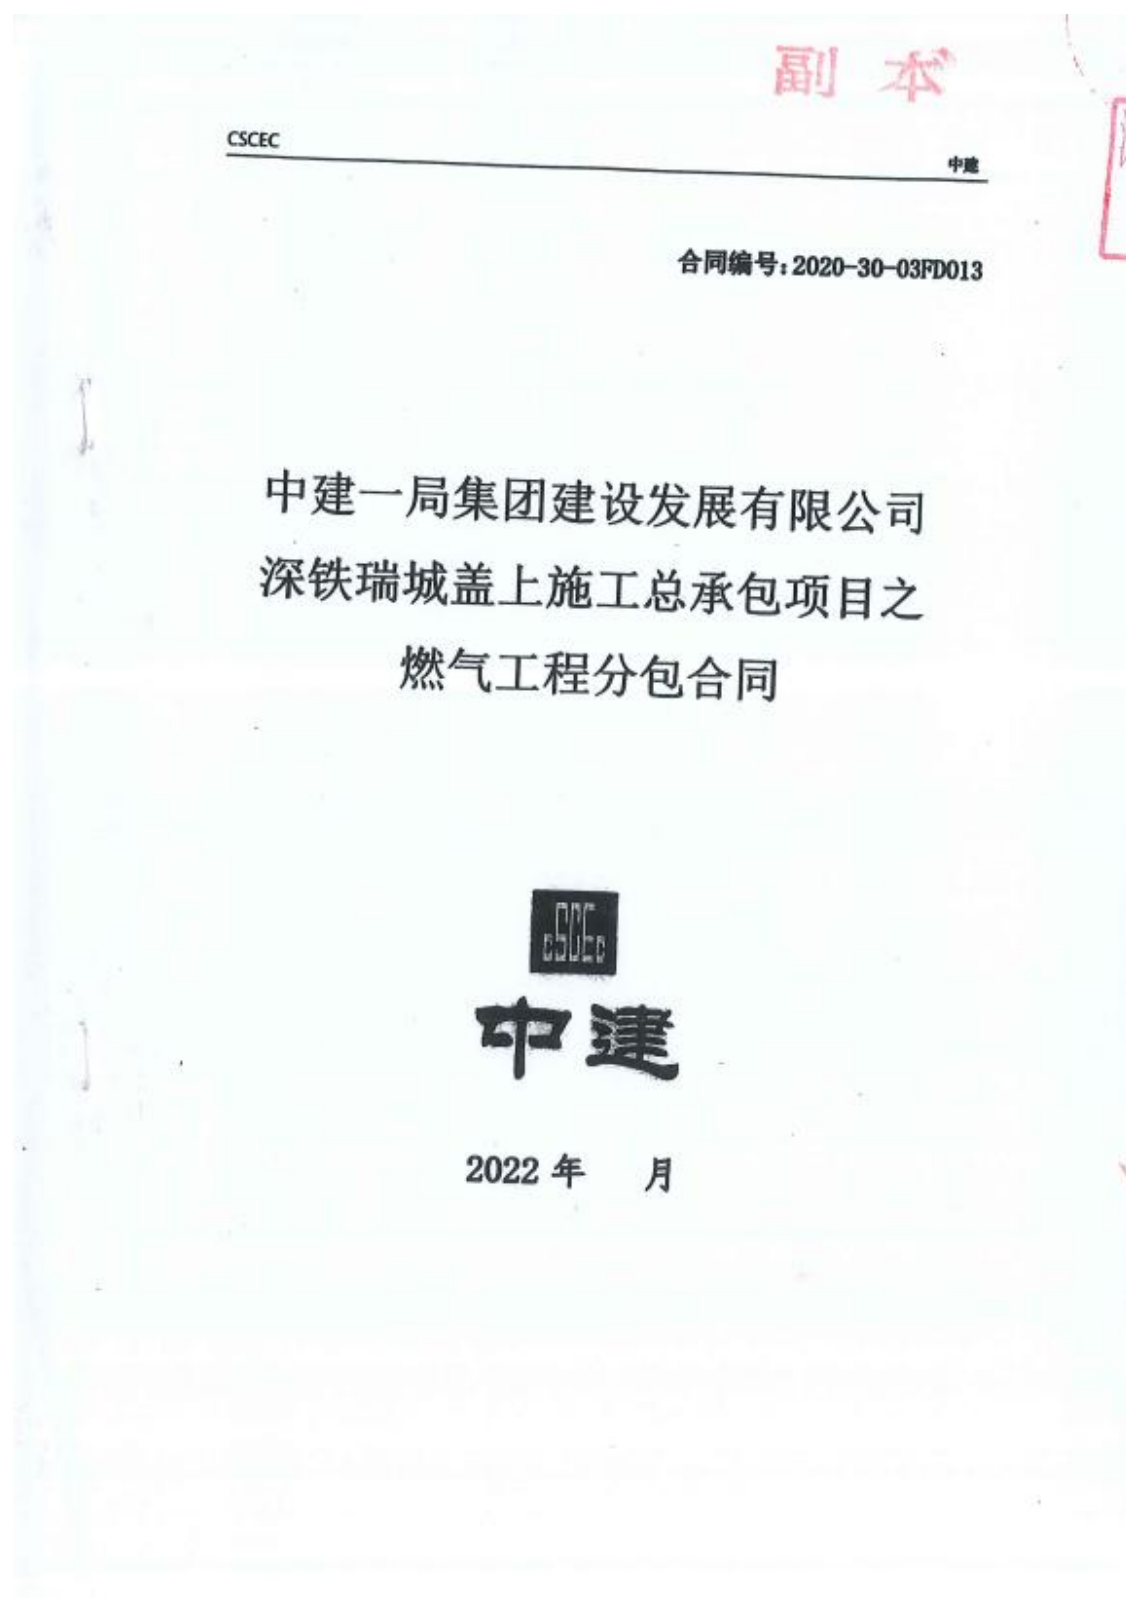 副 本
CSCEC
中建
合同编号:2020-30-03FD013
中建一局集团建设发展有限公司
深铁瑞城盖上施工总承包项目之
燃气工程分包合同
CSCEC
中建
2022 年 月